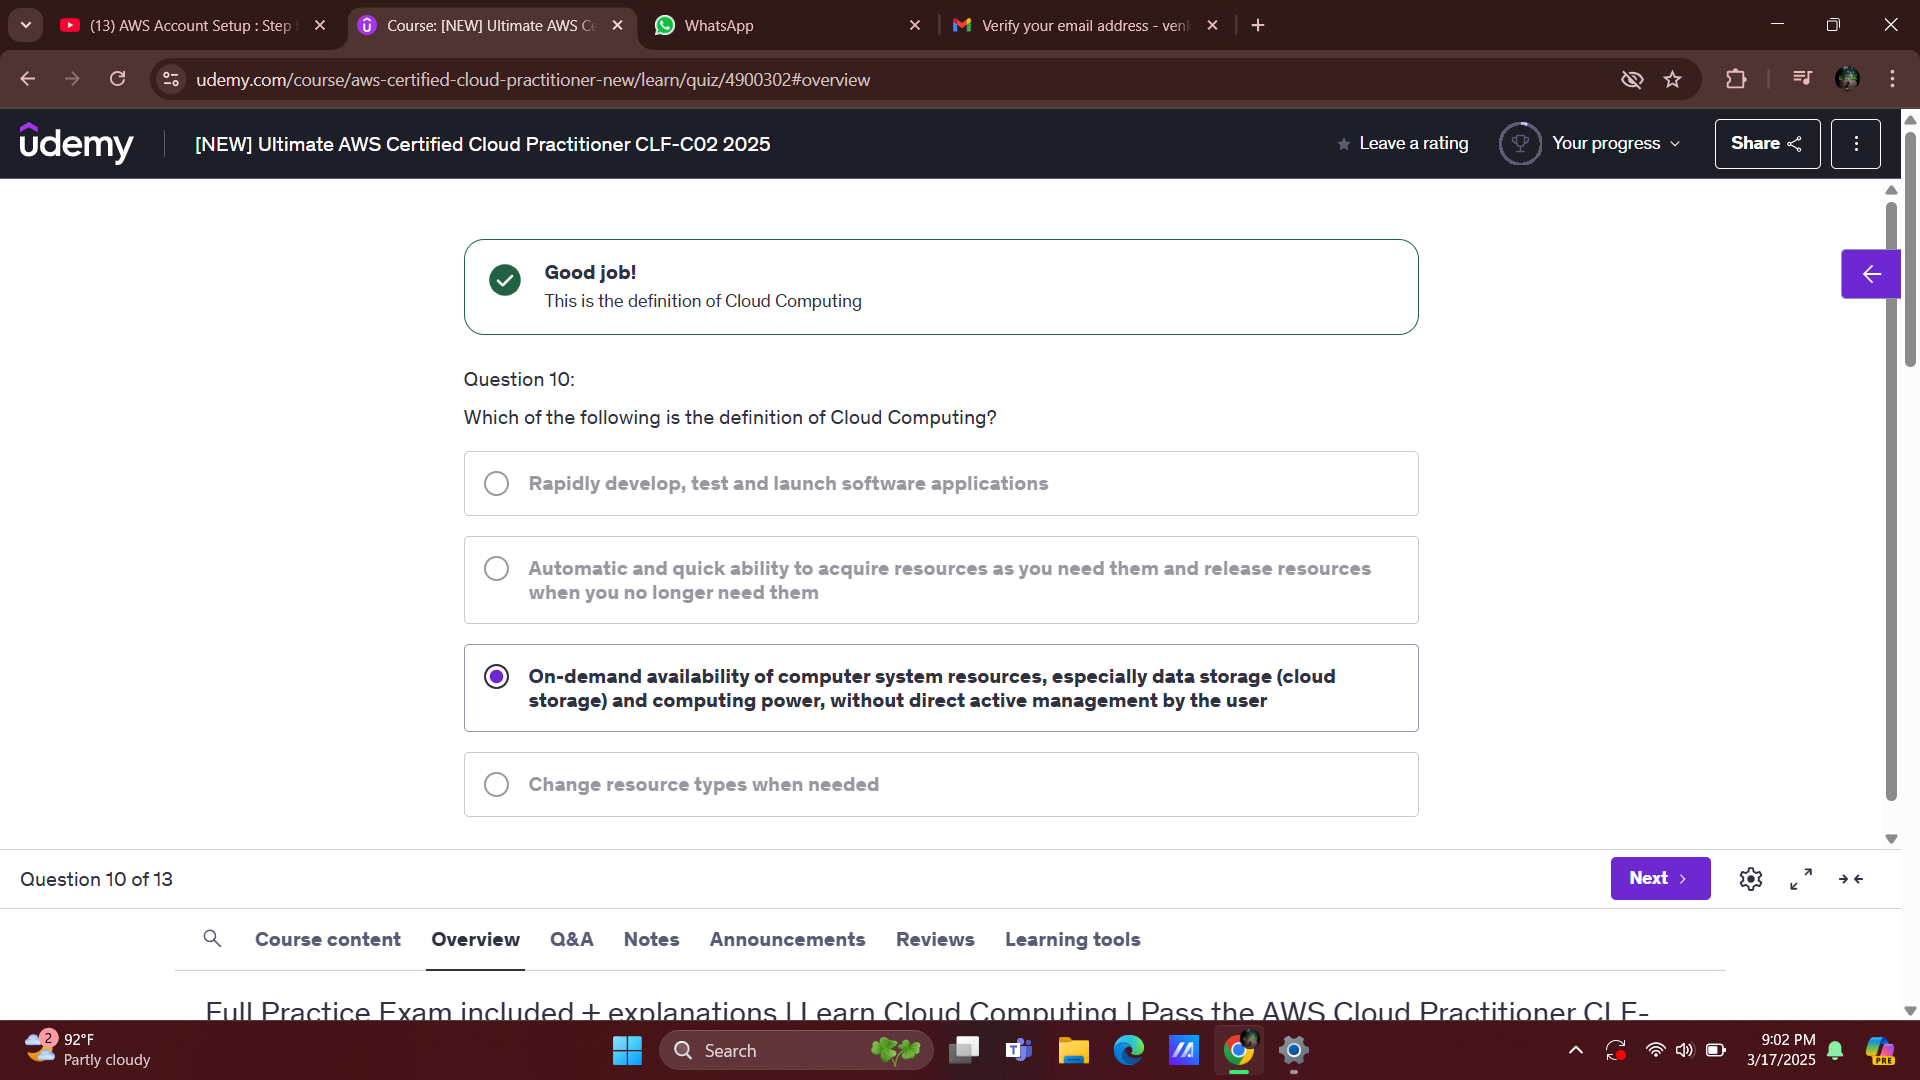 (13) AWS Account Setup : Step
Course: [NEW] Ultimate AWS Ce
WhatsApp
Verify your email address - venk
udemy.com/course/aws-certified-cloud-practitioner-new/learn/quiz/4900302#overview
udemy
[NEW] Ultimate AWS Certified Cloud Practitioner CLF-C02 2025
Leave a rating
Your progress
Share
Good job!
This is the definition of Cloud Computing
Question 10:
Which of the following is the definition of Cloud Computing?
Rapidly develop, test and launch software applications
Automatic and quick ability to acquire resources as you need them and release resources
when you no longer need them
On-demand availability of computer system resources, especially data storage (cloud
storage) and computing power, without direct active management by the user
Change resource types when needed
Question 10 of 13
Next
Course content
Overview
Q&A
Notes
Announcements
Reviews
Learning tools
Full Practice Exam included + explanations | Learn Cloud Computing | Pass the AWS Cloud Practitioner CLF-
2
92°F
Partly cloudy
Search
9:02 PM
3/17/2025
PRE